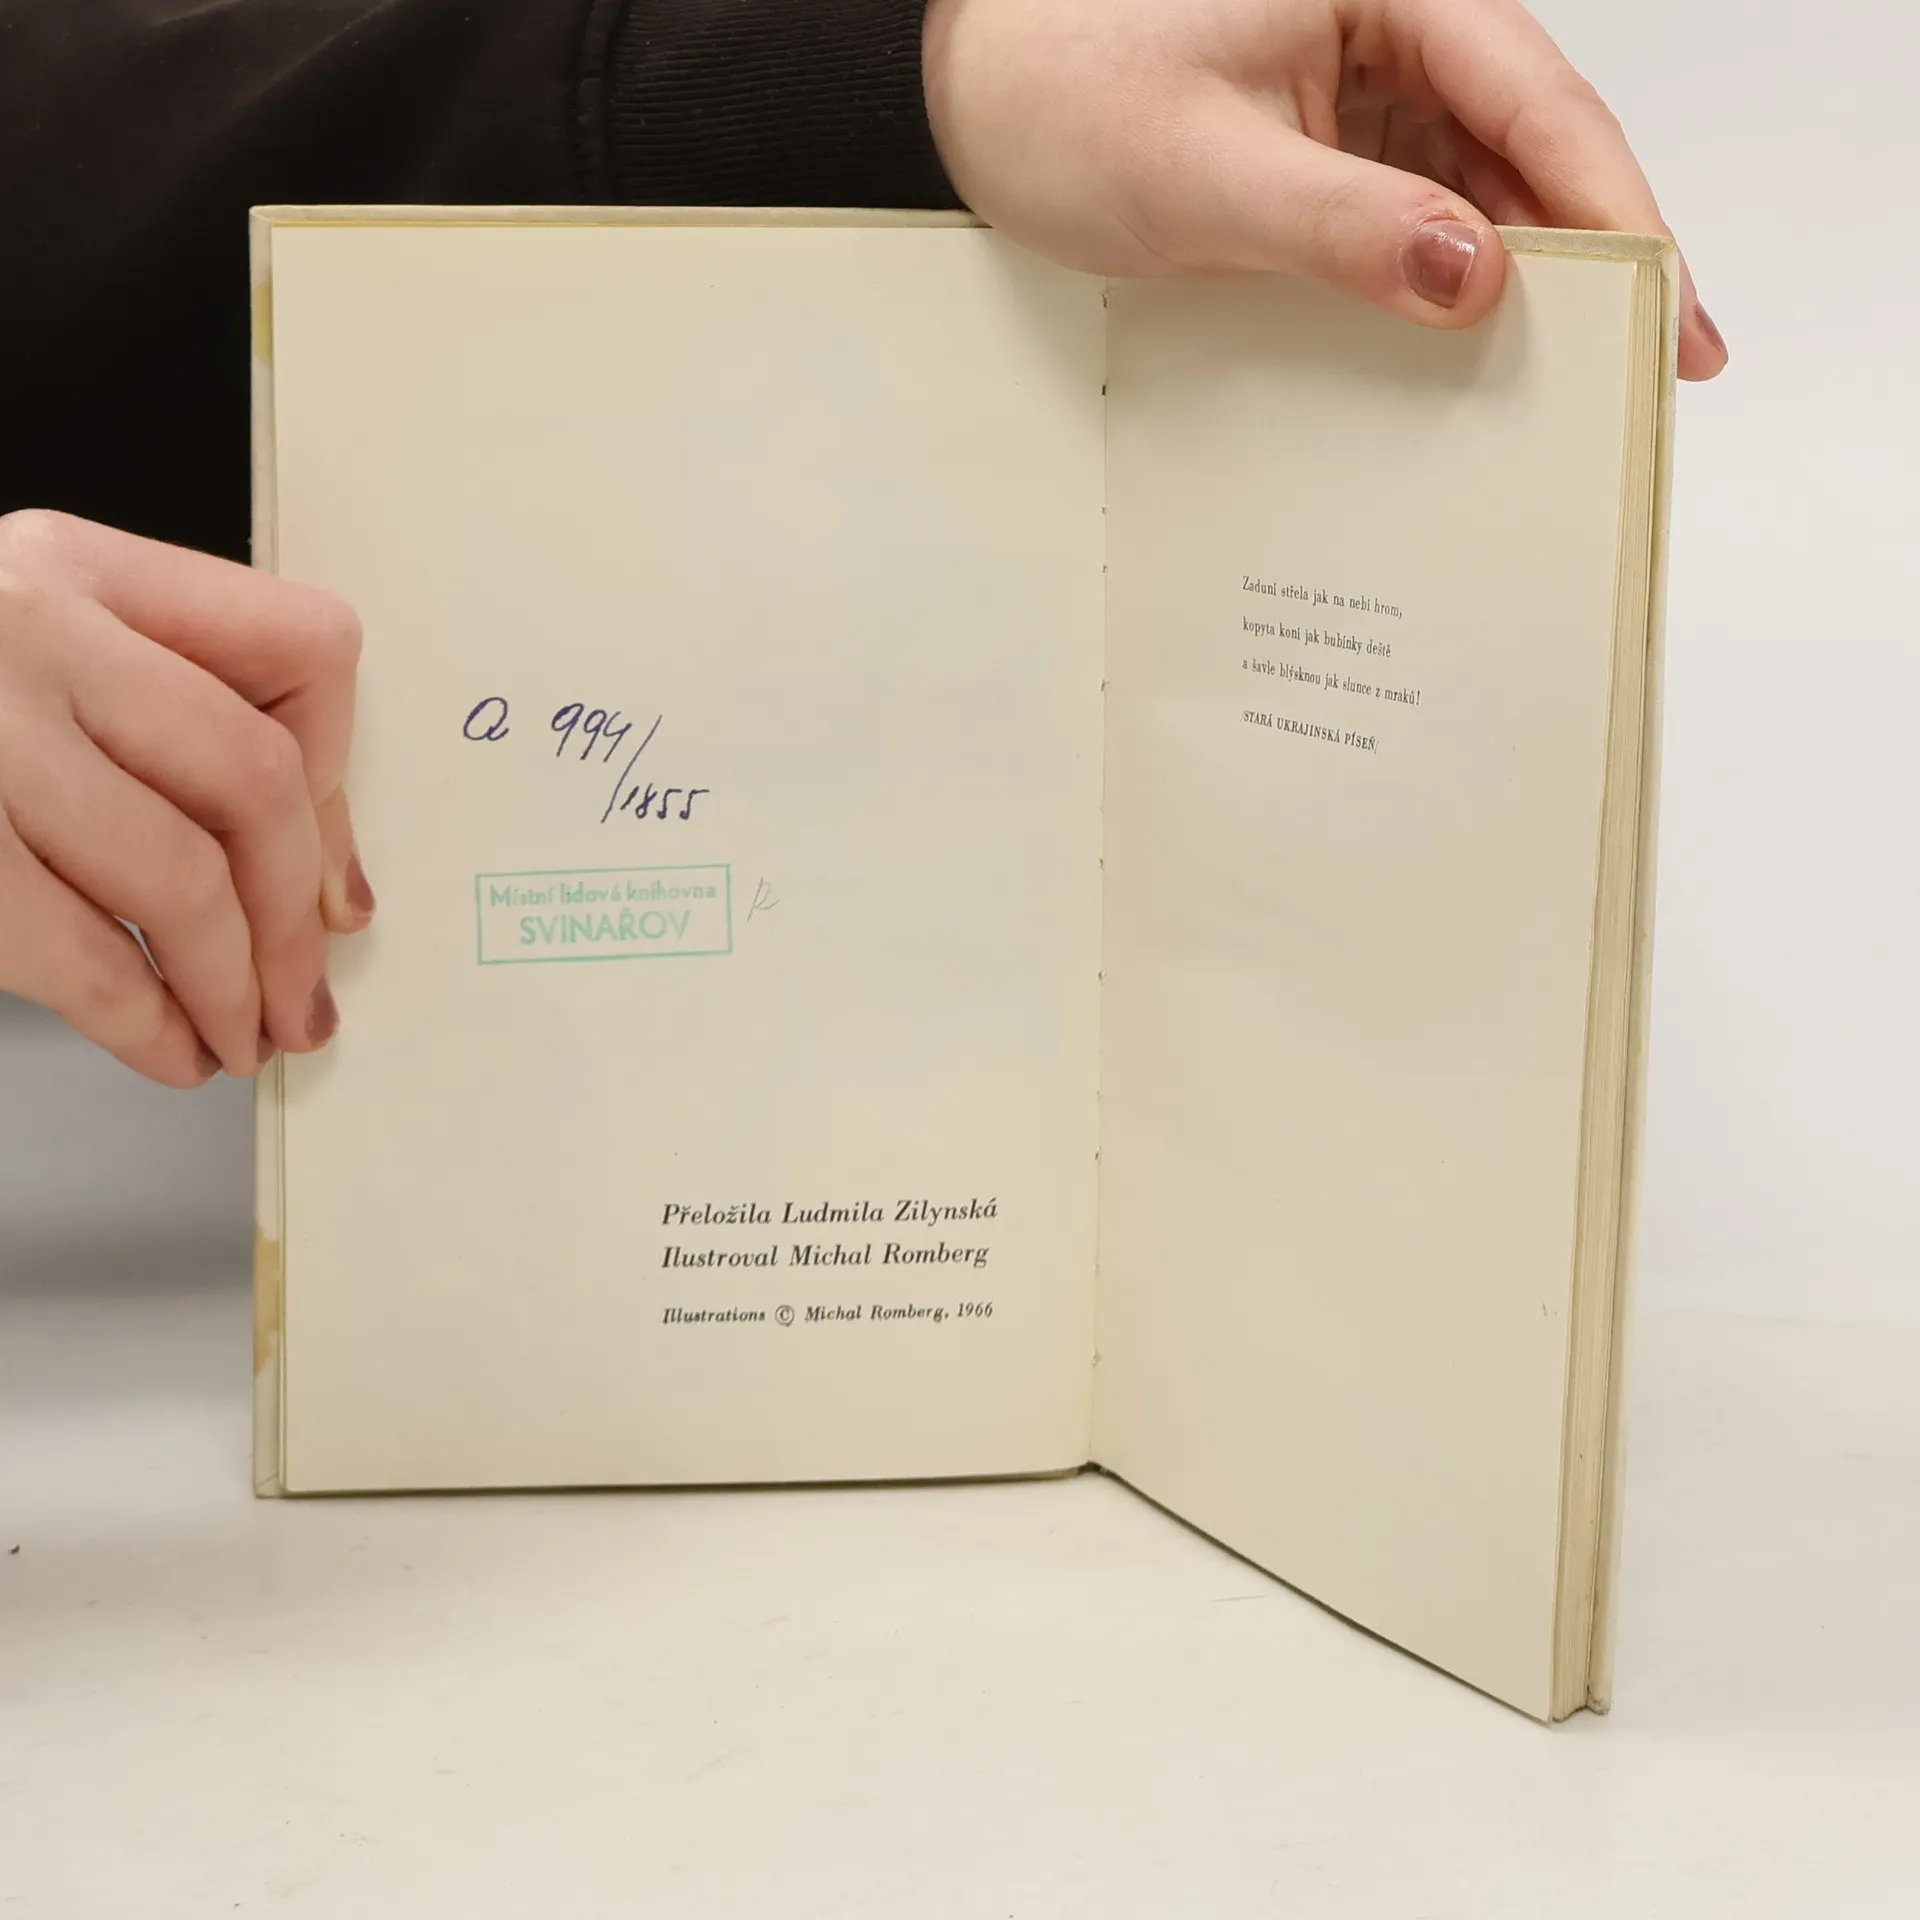 Q 994/
/1855
Místní lidová knihovna
SVINAŘOV
R
Přeložila Ludmila Zilynská
Ilustroval Michal Romberg
Illustrations © Michal Romberg, 1966
Zaduní střela jak na nebi hrom,
kopyta koní jak bubínky deště
a šavle blýsknou jak slunce z mraků!
/STARÁ UKRAJINSKÁ PÍSEŇ/